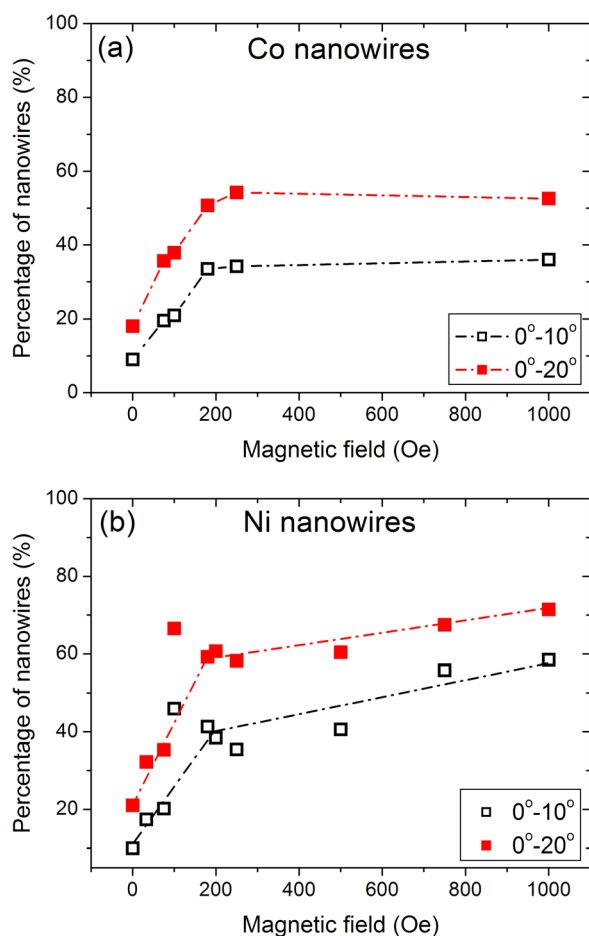 (a) Co nanowires
Percentage of nanowires (%)
100
80
60
40
20
0
0°-10°
0°-20°
0 200 400 600 800 1000
Magnetic field (Oe)
(b) Ni nanowires
Percentage of nanowires (%)
100
80
60
40
20
0°-10°
0°-20°
0 200 400 600 800 1000
Magnetic field (Oe)